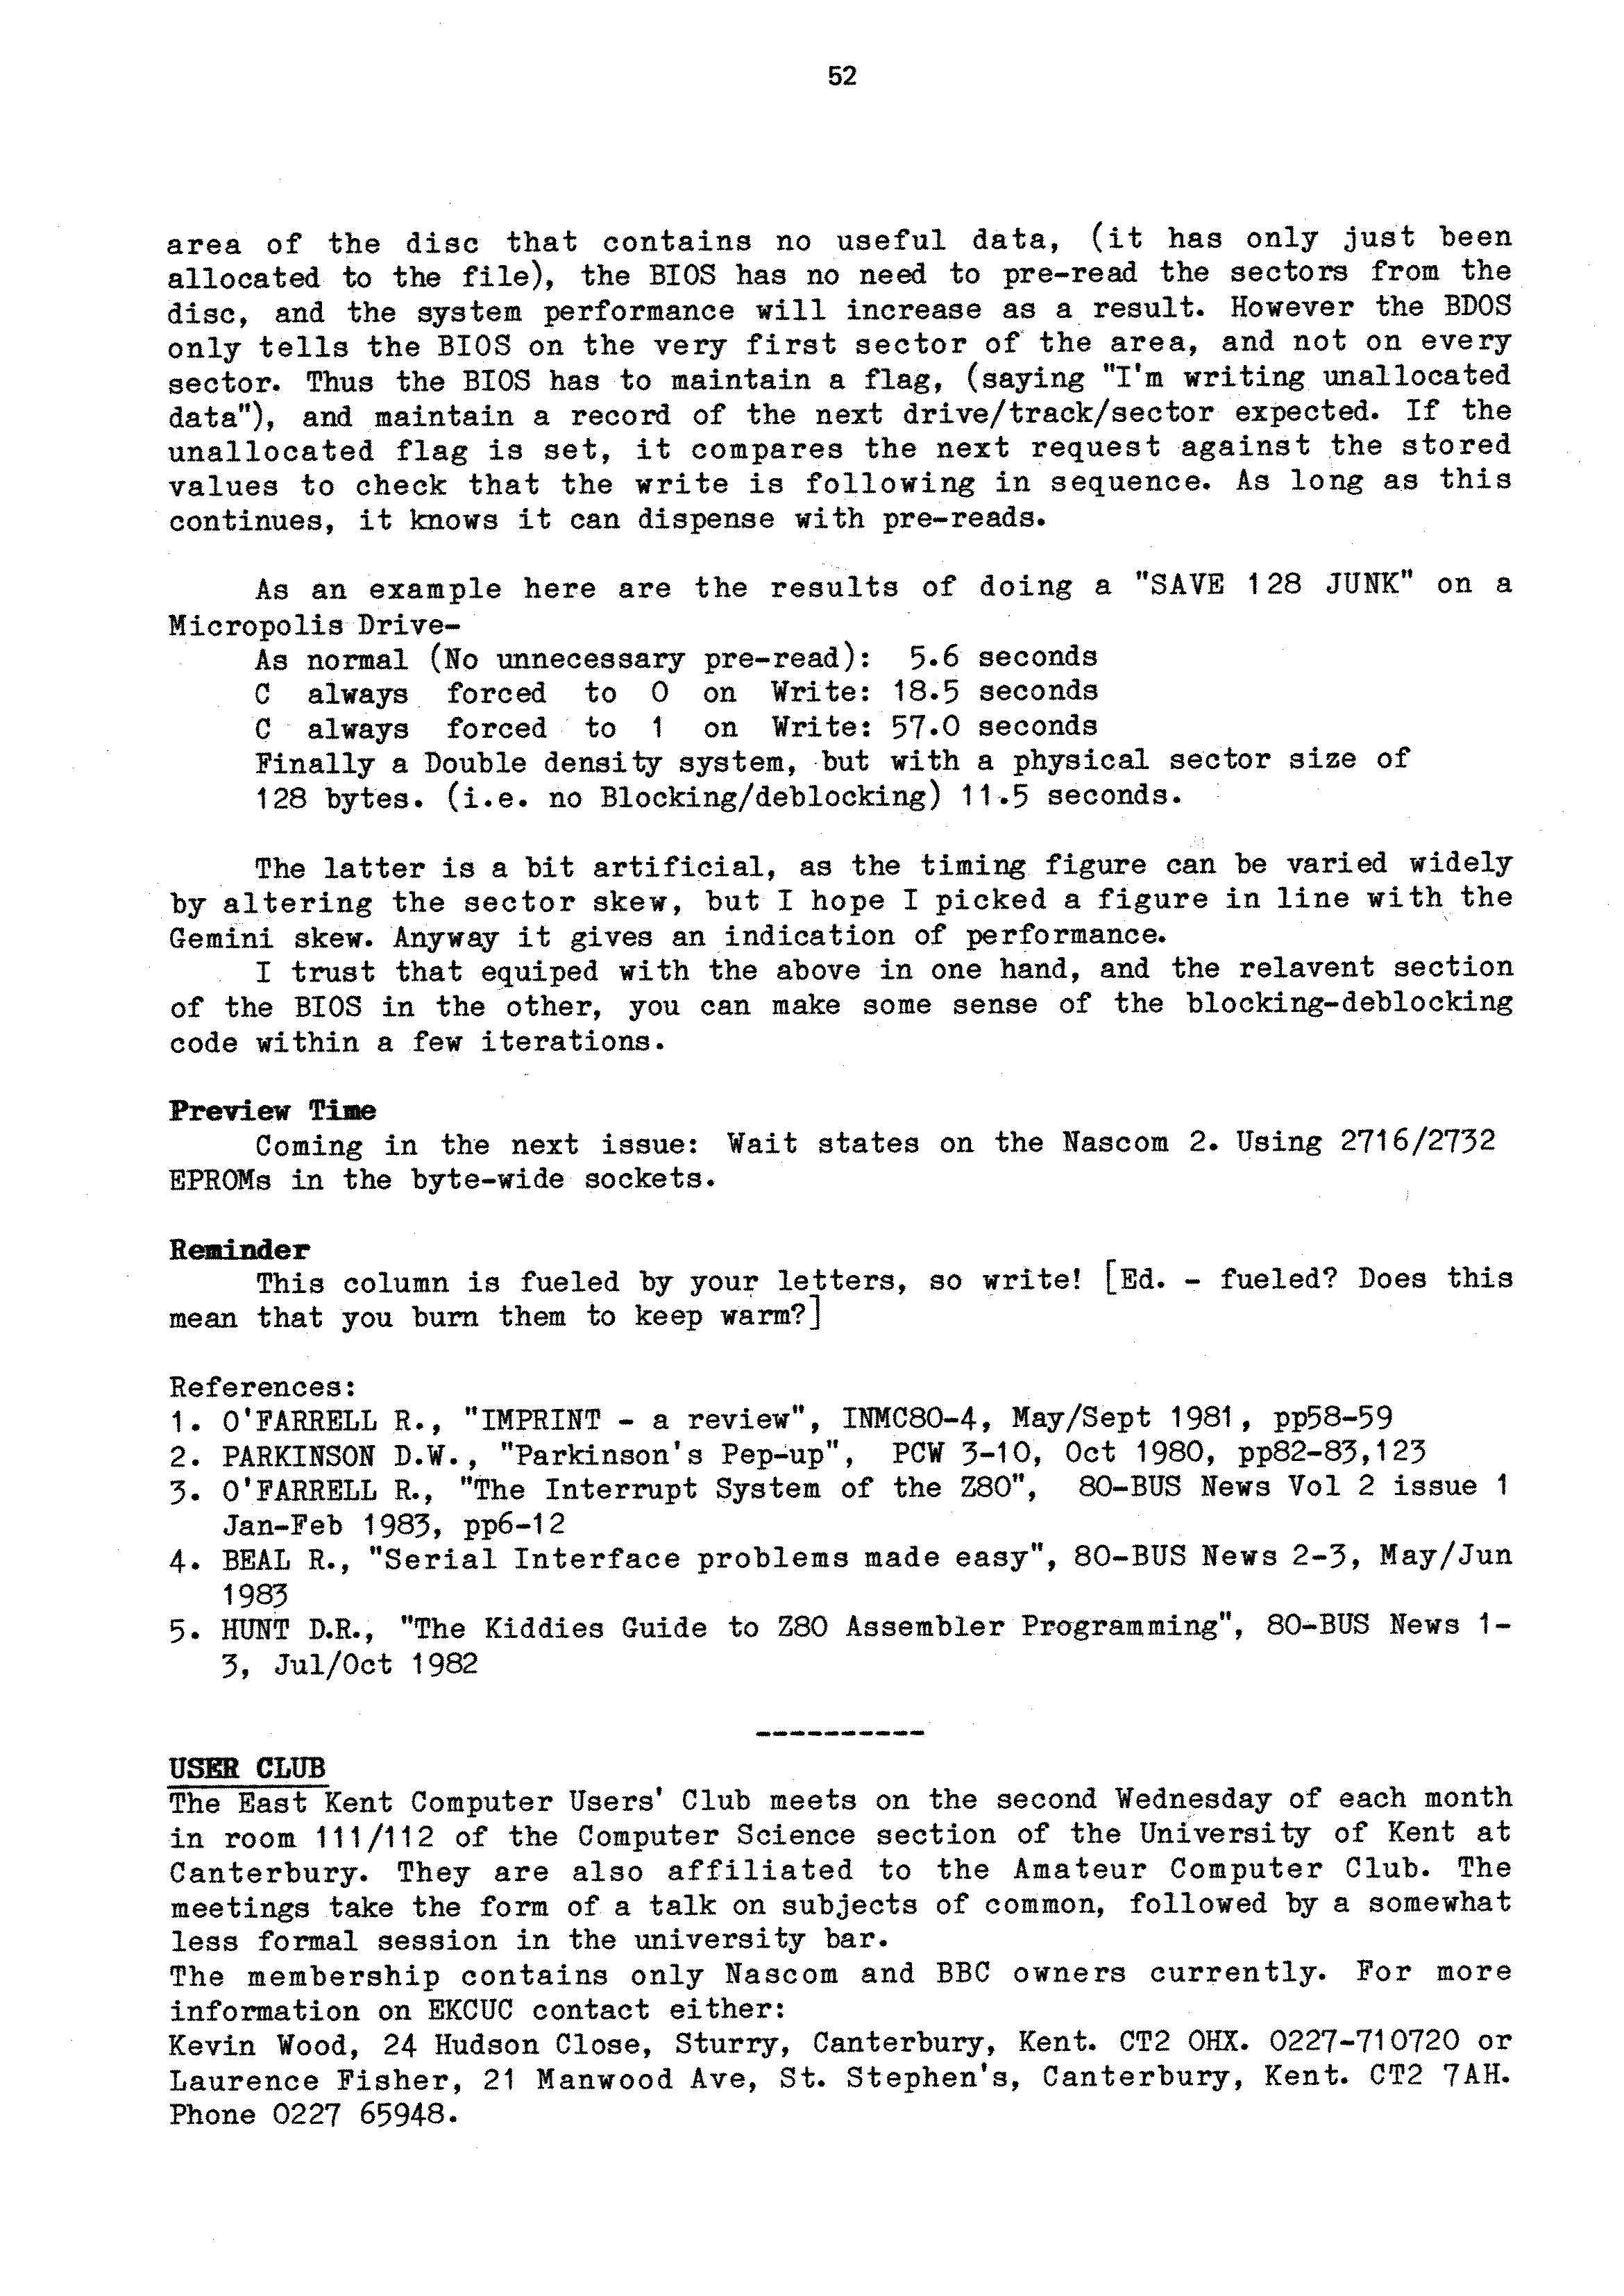 52
area of the disc that contains no useful data, (it has only just been
allocated to the file), the BIOS has no need to pre-read the sectors from the
disc, and the system performance will increase as a result. However the BDOS
only tells the BIOS on the very first sector of the area, and not on every
sector. Thus the BIOS has to maintain a flag, (saying "I'm writing unallocated
data"), and maintain a record of the next drive/track/sector expected. If the
unallocated flag is set, it compares the next request against the stored
values to check that the write is following in sequence. As long as this
continues, it knows it can dispense with pre-reads.
As an example here are the results of doing a "SAVE 128 JUNK" on a
Micropolis Drive-
As normal (No unnecessary pre-read): 5.6 seconds
C always forced to 0 on Write: 18.5 seconds
C always forced to 1 on Write: 57.0 seconds
Finally a Double density system, but with a physical sector size of
128 bytes. (i.e. no Blocking/deblocking) 11.5 seconds.
The latter is a bit artificial, as the timing figure can be varied widely
by altering the sector skew, but I hope I picked a figure in line with the
Gemini skew. Anyway it gives an indication of performance.
I trust that equiped with the above in one hand, and the relavent section
of the BIOS in the other, you can make some sense of the blocking-deblocking
code within a few iterations.
Preview Time
Coming in the next issue: Wait states on the Nascom 2. Using 2716/2732
EPROMs in the byte-wide sockets.
Reminder
This column is fueled by your letters, so write! [Ed. - fueled? Does this
mean that you burn them to keep warm?]
References:
1. O'FARRELL R., "IMPRINT - a review", INMC80-4, May/Sept 1981, pp58-59
2. PARKINSON D.W., "Parkinson's Pep-up", PCW 3-10, Oct 1980, pp82-83,123
3. O'FARRELL R., "The Interrupt System of the Z80", 80-BUS News Vol 2 issue 1
Jan-Feb 1983, pp6-12
4. BEAL R., "Serial Interface problems made easy", 80-BUS News 2-3, May/Jun
1983
5. HUNT D.R., "The Kiddies Guide to Z80 Assembler Programming", 80-BUS News 1-
3, Jul/Oct 1982
----------
USER CLUB
The East Kent Computer Users' Club meets on the second Wednesday of each month
in room 111/112 of the Computer Science section of the University of Kent at
Canterbury. They are also affiliated to the Amateur Computer Club. The
meetings take the form of a talk on subjects of common, followed by a somewhat
less formal session in the university bar.
The membership contains only Nascom and BBC owners currently. For more
information on EKCUC contact either:
Kevin Wood, 24 Hudson Close, Sturry, Canterbury, Kent. CT2 0HX. 0227-710720 or
Laurence Fisher, 21 Manwood Ave, St. Stephen's, Canterbury, Kent. CT2 7AH.
Phone 0227 65948.